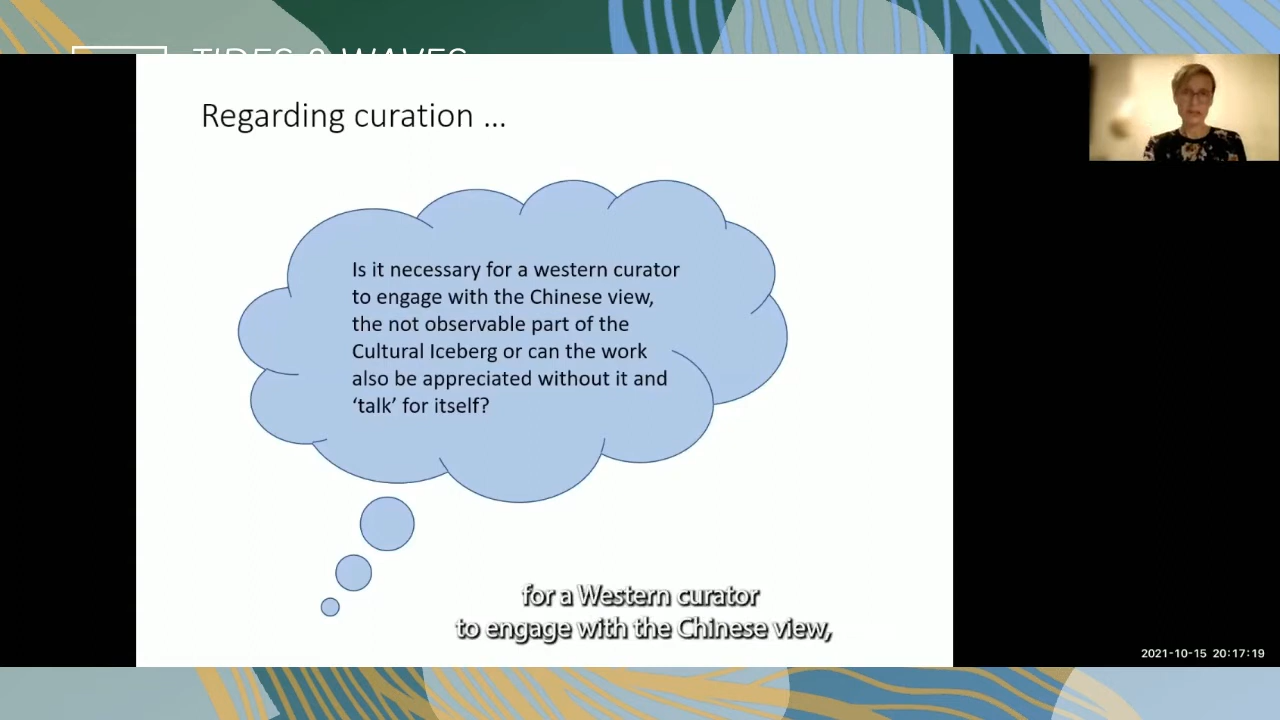 TIDES & WAVES
Regarding curation ...
Is it necessary for a western curator
to engage with the Chinese view,
the not observable part of the
Cultural Iceberg or can the work
also be appreciated without it and
‘talk’ for itself?
for a Western curator
to engage with the Chinese view,
2021-10-15 20:17:19